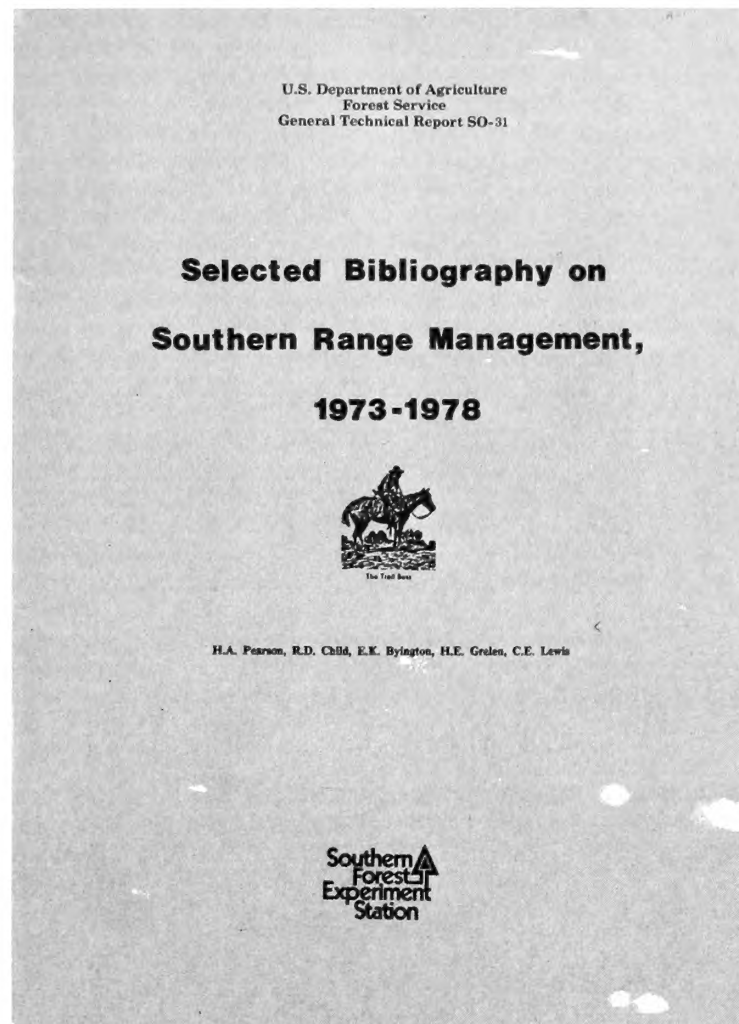 U.S. Department of Agriculture
Forest Service
General Technical Report SO-31
Selected Bibliography on
Southern Range Management,
1973-1978
The Trail Boss
H.A. Pearson, R.D. Child, E.K. Byington, H.E. Grelen, C.E. Lewis
Southern
Forest
Experiment
Station